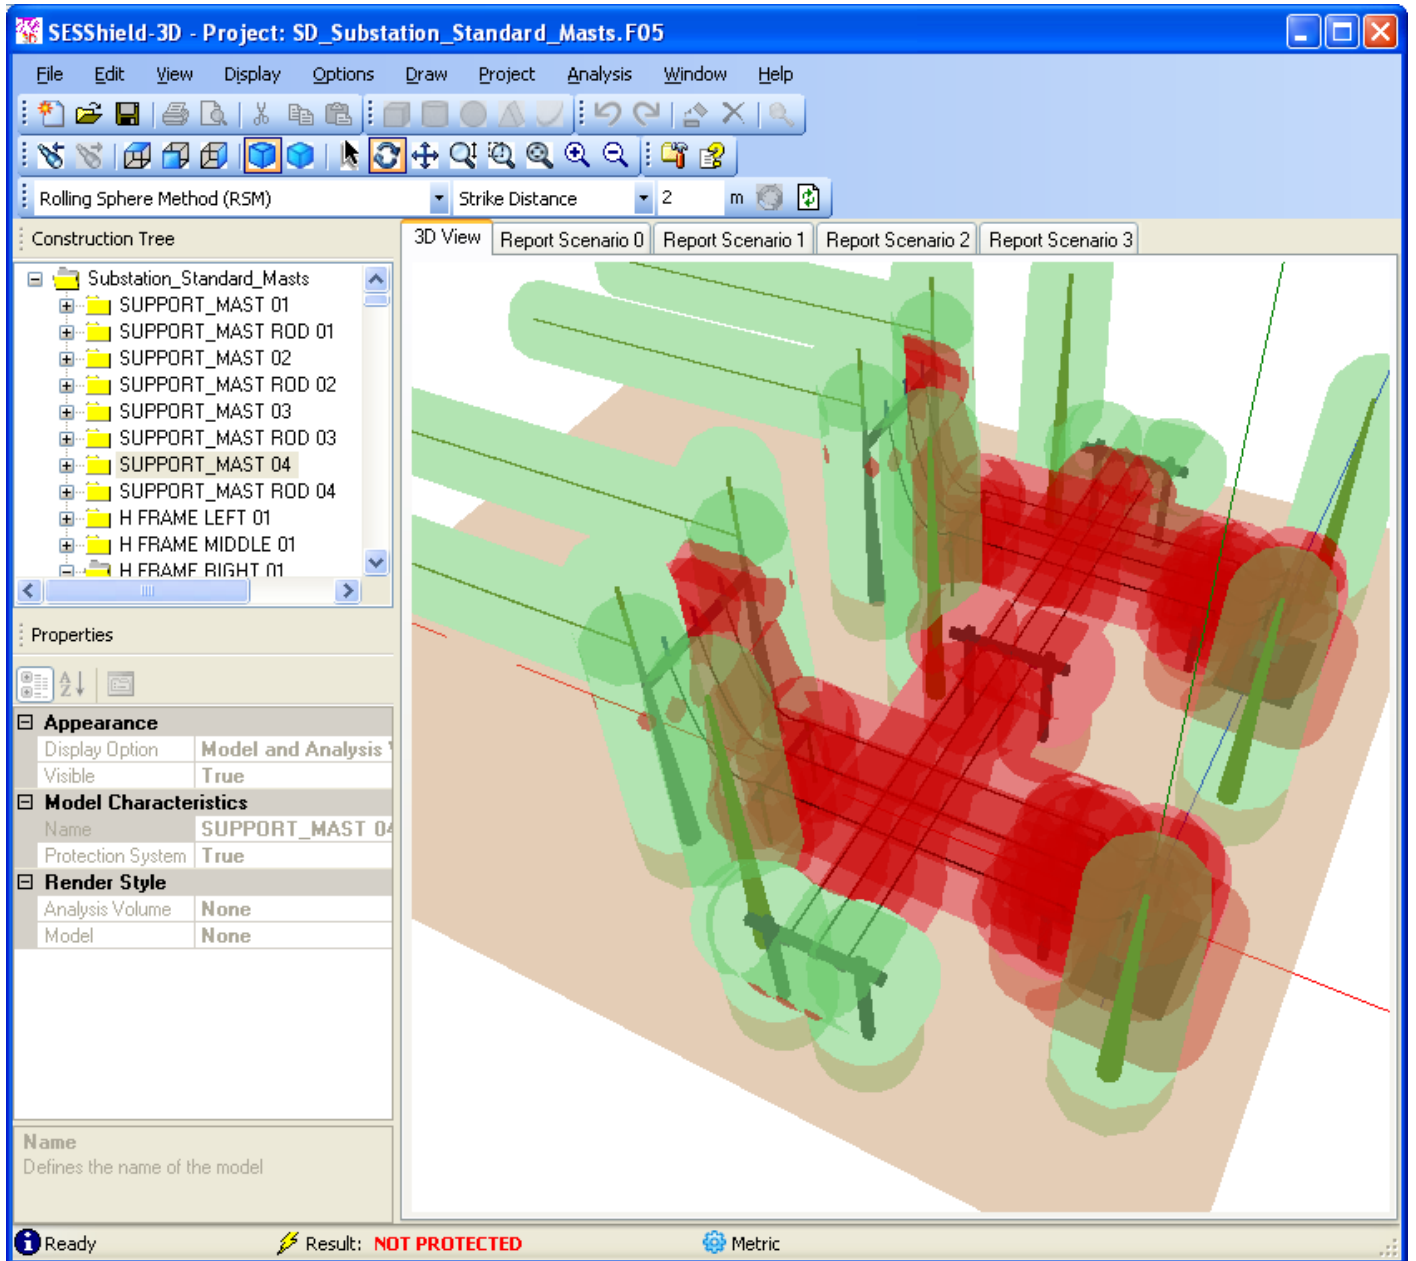 SESShield-3D - Project: SD_Substation_Standard_Masts.F05
File Edit View Display Options Draw Project Analysis Window Help
Rolling Sphere Method (RSM) Strike Distance 2 m
Construction Tree
3D View Report Scenario 0 Report Scenario 1 Report Scenario 2 Report Scenario 3
Substation_Standard_Masts
SUPPORT_MAST 01
SUPPORT_MAST ROD 01
SUPPORT_MAST 02
SUPPORT_MAST ROD 02
SUPPORT_MAST 03
SUPPORT_MAST ROD 03
SUPPORT_MAST 04
SUPPORT_MAST ROD 04
H FRAME LEFT 01
H FRAME MIDDLE 01
H FRAME RIGHT 01
Properties
Appearance
Display Option Model and Analysis
Visible True
Model Characteristics
Name SUPPORT_MAST 04
Protection System True
Render Style
Analysis Volume None
Model None
Name
Defines the name of the model
Ready Result: NOT PROTECTED Metric